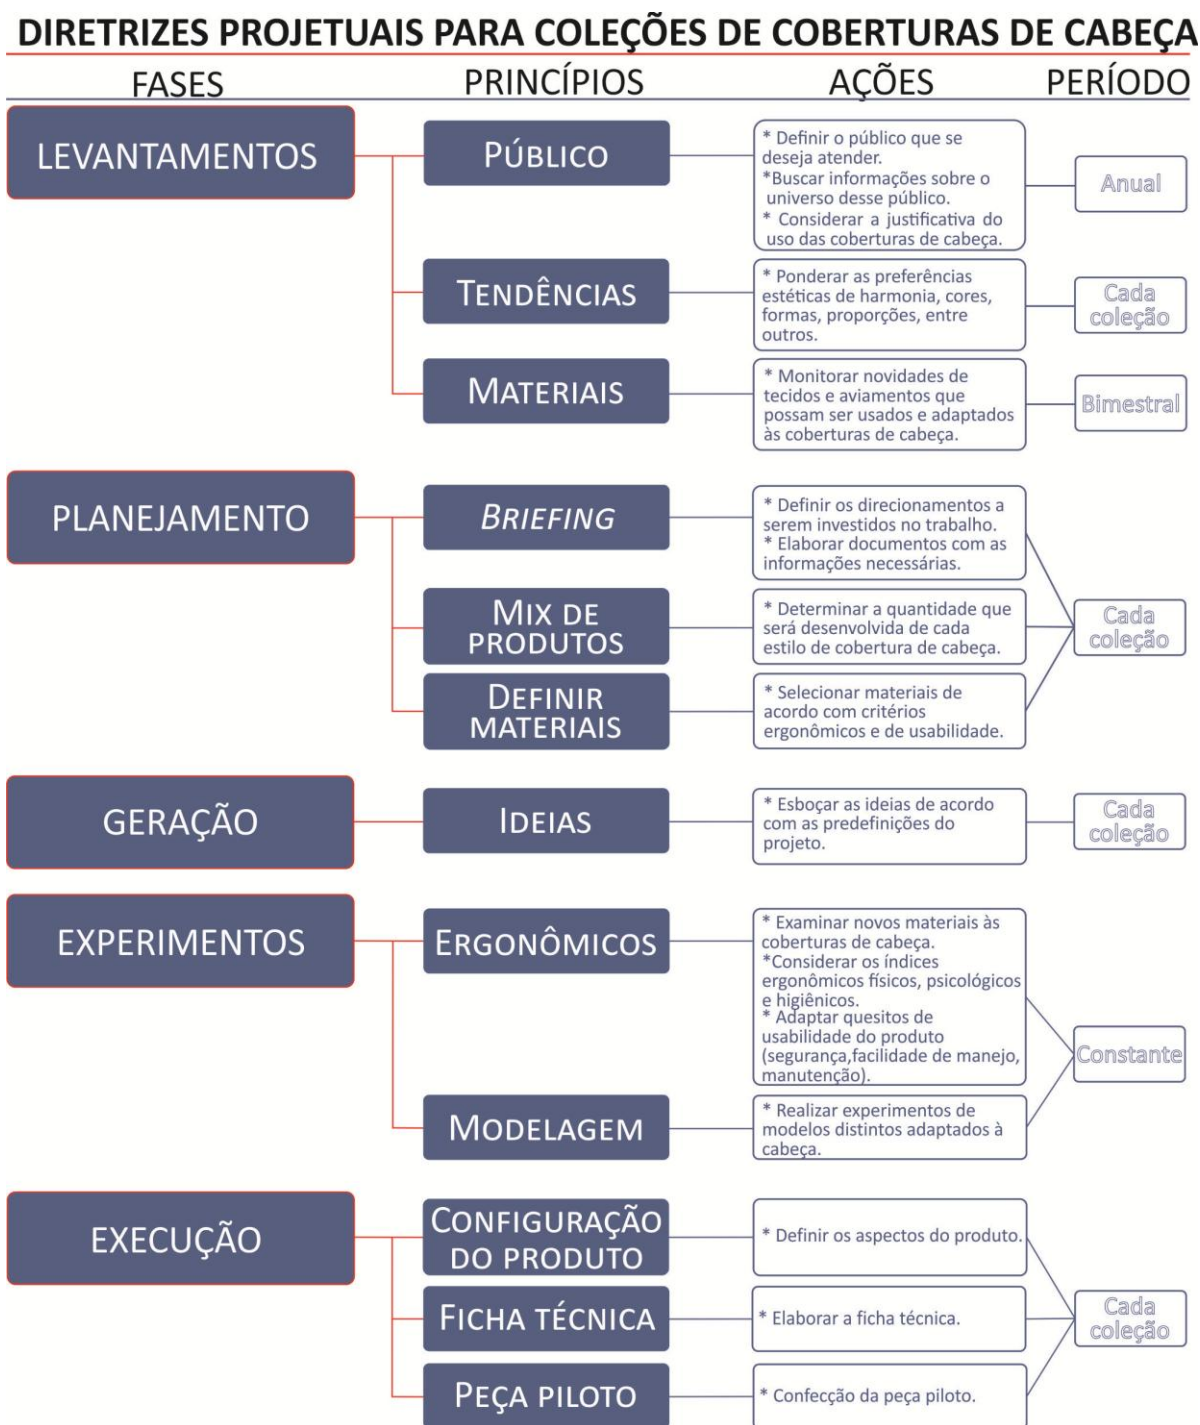 DIRETRIZES PROJETUAIS PARA COLEÇÕES DE COBERTURAS DE CABEÇA
FASES PRINCÍPIOS AÇÕES PERÍODO
LEVANTAMENTOS
PÚBLICO
* Definir o público que se
deseja atender.
*Buscar informações sobre o
universo desse público.
* Considerar a justificativa do
uso das coberturas de cabeça.
Anual
TENDÊNCIAS
* Ponderar as preferências
estéticas de harmonia, cores,
formas, proporções, entre
outros.
Cada
coleção
MATERIAIS
* Monitorar novidades de
tecidos e aviamentos que
possam ser usados e adaptados
às coberturas de cabeça.
Bimestral
PLANEJAMENTO
BRIEFING
* Definir os direcionamentos a
serem investidos no trabalho.
* Elaborar documentos com as
informações necessárias.
MIX DE
PRODUTOS
* Determinar a quantidade que
será desenvolvida de cada
estilo de cobertura de cabeça.
Cada
coleção
DEFINIR
MATERIAIS
* Selecionar materiais de
acordo com critérios
ergonômicos e de usabilidade.
GERAÇÃO
IDEIAS
* Esboçar as ideias de acordo
com as predefinições do
projeto.
Cada
coleção
EXPERIMENTOS
ERGONÔMICOS
* Examinar novos materiais às
coberturas de cabeça.
*Considerar os índices
ergonômicos físicos, psicológicos
e higiênicos.
* Adaptar quesitos de
usabilidade do produto
(segurança,facilidade de manejo,
manutenção).
Constante
MODELAGEM
* Realizar experimentos de
modelos distintos adaptados à
cabeça.
EXECUÇÃO
CONFIGURAÇÃO
DO PRODUTO
* Definir os aspectos do produto.
FICHA TÉCNICA
* Elaborar a ficha técnica.
Cada
coleção
PEÇA PILOTO
* Confecção da peça piloto.